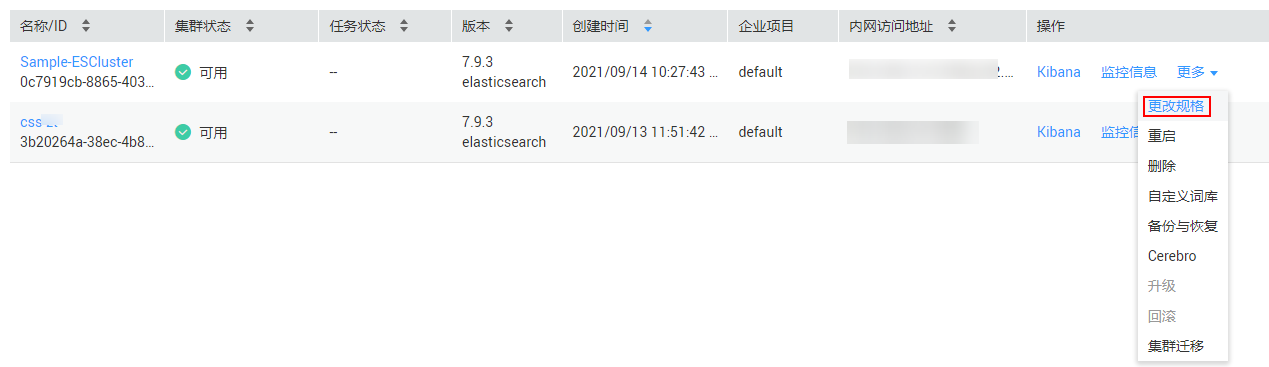 名称/ID 集群状态 任务状态 版本 创建时间 企业项目 内网访问地址 操作
Sample-ESCluster
0c7919cb-8865-403...
可用 -- 7.9.3
elasticsearch
2021/09/14 10:27:43 ... default 2.... Kibana 监控信息 更多
css
3b20264a-38ec-4b8...
可用 -- 7.9.3
elasticsearch
2021/09/13 11:51:42 ... default Kibana 监控信
更改规格
重启
删除
自定义词库
备份与恢复
Cerebro
升级
回滚
集群迁移